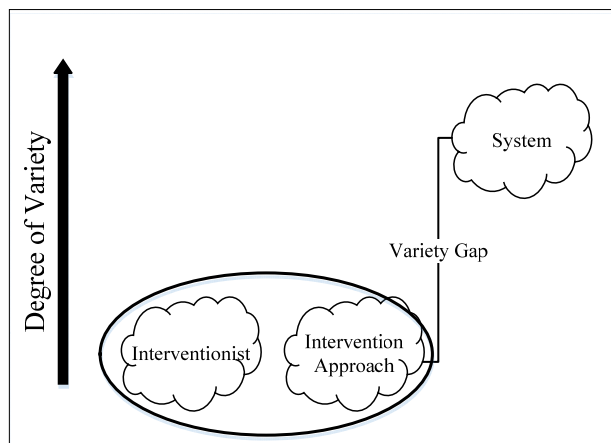 Degree of Variety
System
Variety Gap
Interventionist
Intervention
Approach